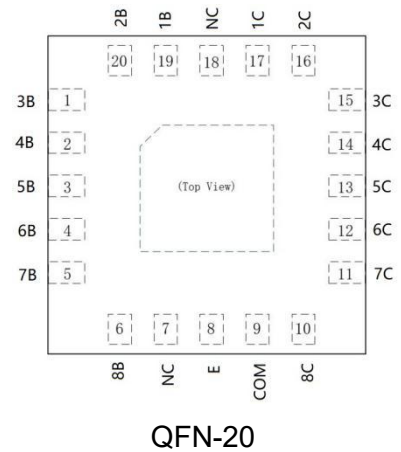 2B 1B NC 1C 2C
20 19 18 17 16
3B 1 15 3C
4B 2 14 4C
5B 3 (Top View) 13 5C
6B 4 12 6C
7B 5 11 7C
6 7 8 9 10
8B NC E COM 8C
QFN-20